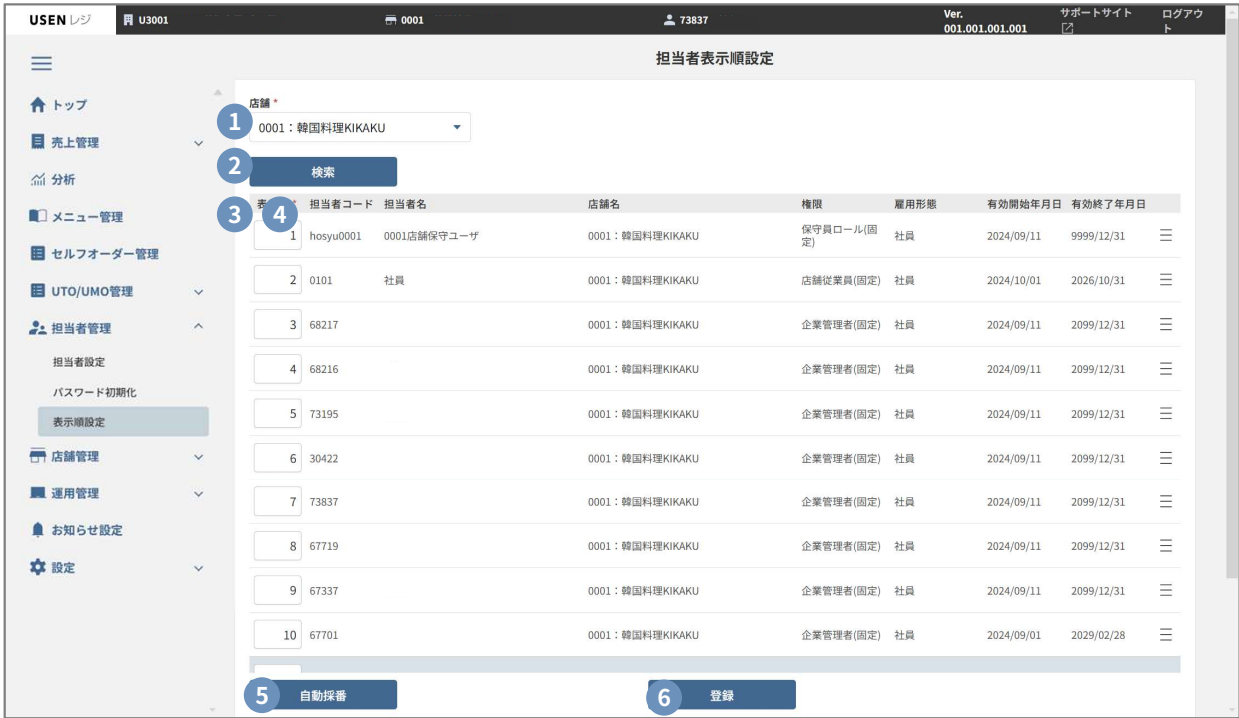 USEN レジ U3001 0001 73837 Ver. 001.001.001.001 サポートサイト ログアウト
担当者表示順設定
トップ
売上管理
分析
メニュー管理
セルフオーダー管理
UTO/UMO管理
担当者管理
担当者設定
パスワード初期化
表示順設定
店舗管理
運用管理
お知らせ設定
設定
店舗 *
1 0001：韓国料理KIKAKU
2 検索
3 4 表 * 担当者コード 担当者名 店舗名 権限 雇用形態 有効開始年月日 有効終了年月日
1 hosyu0001 0001店舗保守ユーザ 0001：韓国料理KIKAKU 保守員ロール(固定) 社員 2024/09/11 9999/12/31
2 0101 社員 0001：韓国料理KIKAKU 店舗従業員(固定) 社員 2024/10/01 2026/10/31
3 68217 0001：韓国料理KIKAKU 企業管理者(固定) 社員 2024/09/11 2099/12/31
4 68216 0001：韓国料理KIKAKU 企業管理者(固定) 社員 2024/09/11 2099/12/31
5 73195 0001：韓国料理KIKAKU 企業管理者(固定) 社員 2024/09/11 2099/12/31
6 30422 0001：韓国料理KIKAKU 企業管理者(固定) 社員 2024/09/11 2099/12/31
7 73837 0001：韓国料理KIKAKU 企業管理者(固定) 社員 2024/09/11 2099/12/31
8 67719 0001：韓国料理KIKAKU 企業管理者(固定) 社員 2024/09/11 2099/12/31
9 67337 0001：韓国料理KIKAKU 企業管理者(固定) 社員 2024/09/11 2099/12/31
10 67701 0001：韓国料理KIKAKU 企業管理者(固定) 社員 2024/09/01 2029/02/28
5 自動採番
6 登録